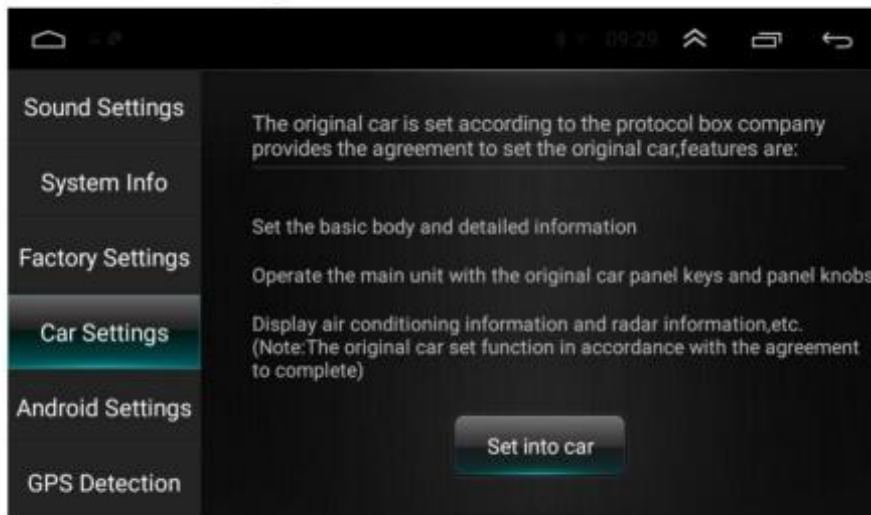 09:29
Sound Settings
System Info
Factory Settings
Car Settings
Android Settings
GPS Detection
The original car is set according to the protocol box company
provides the agreement to set the original car,features are:
Set the basic body and detailed information
Operate the main unit with the original car panel keys and panel knobs
Display air conditioning information and radar information,etc.
(Note:The original car set function in accordance with the agreement
to complete)
Set into car